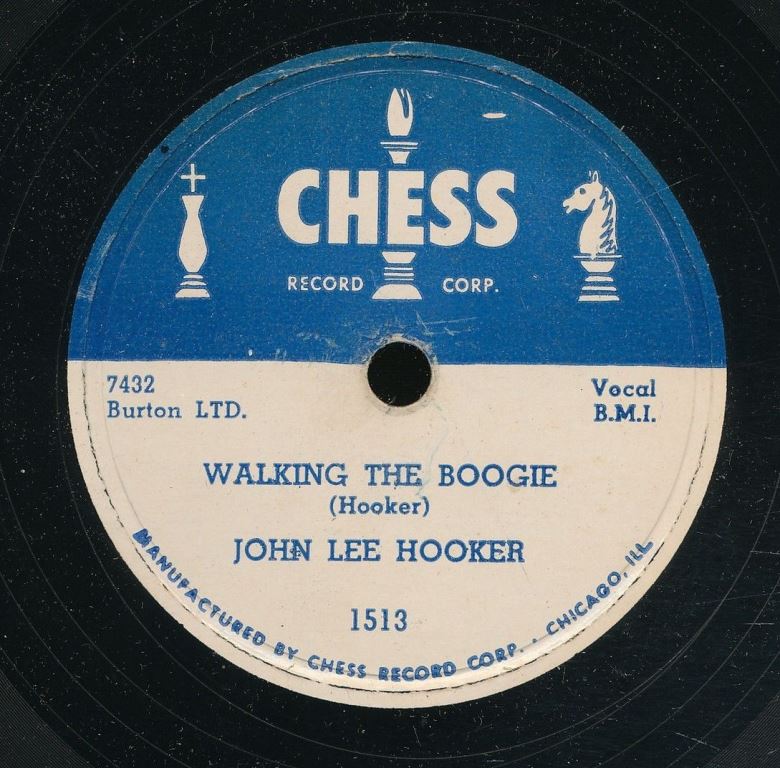 CHESS
RECORD CORP.
7432
Burton LTD.
Vocal
B.M.I.
WALKING THE BOOGIE
(Hooker)
JOHN LEE HOOKER
1513
MANUFACTURED BY CHESS RECORD CORP. . CHICAGO, ILL